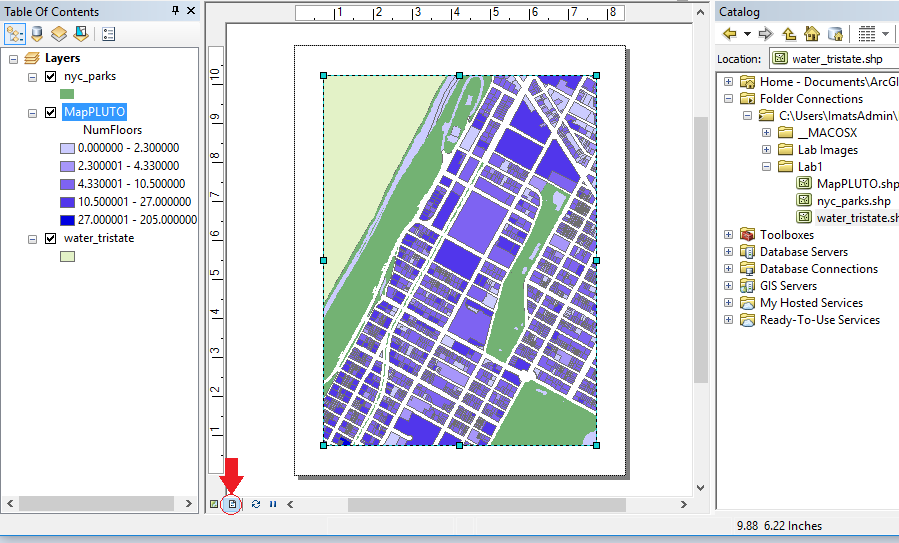 Table Of Contents
Layers
nyc_parks
MapPLUTO
NumFloors
0.000000 - 2.300000
2.300001 - 4.330000
4.330001 - 10.500000
10.500001 - 27.000000
27.000001 - 205.000000
water_tristate
1 2 3 4 5 6 7 8
10
9
8
7
6
5
4
3
2
1
Catalog
Location: water_tristate.shp
Home - Documents\ArcGI
Folder Connections
C:\Users\ImatsAdmin\
__MACOSX
Lab Images
Lab1
MapPLUTO.shp
nyc_parks.shp
water_tristate.sh
Toolboxes
Database Servers
Database Connections
GIS Servers
My Hosted Services
Ready-To-Use Services
9.88 6.22 Inches